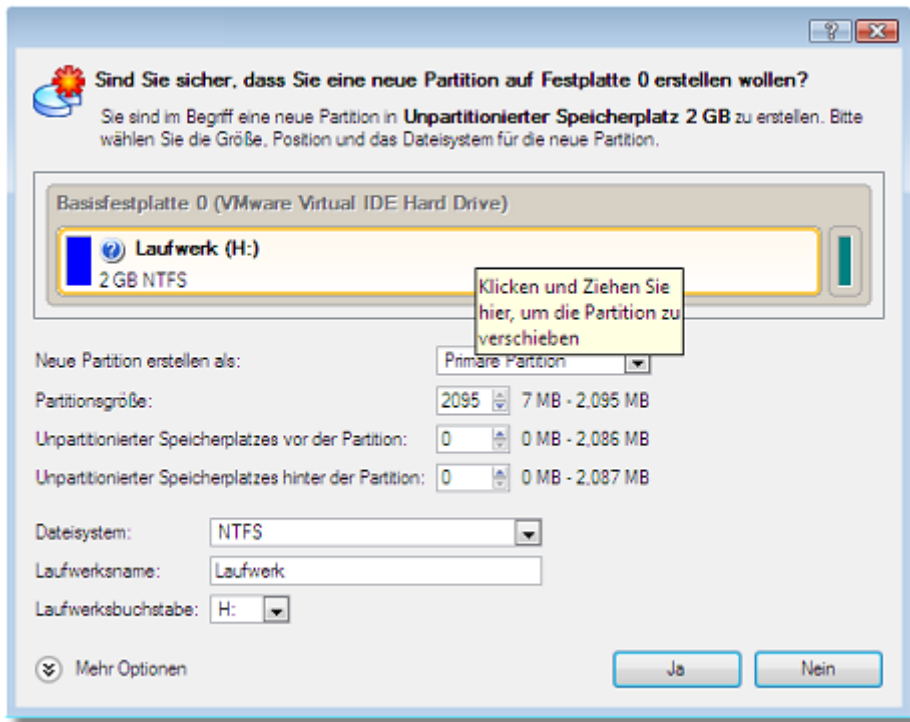 Sind Sie sicher, dass Sie eine neue Partition auf Festplatte 0 erstellen wollen?
Sie sind im Begriff eine neue Partition in Unpartitionierter Speicherplatz 2 GB zu erstellen. Bitte
wählen Sie die Größe, Position und das Dateisystem für die neue Partition.
Basisfestplatte 0 (VMware Virtual IDE Hard Drive)
Laufwerk (H:)
2 GB NTFS
Klicken und Ziehen Sie
hier, um die Partition zu
verschieben
Neue Partition erstellen als: Primäre Partition
Partitionsgröße: 2095 7 MB - 2,095 MB
Unpartitionierter Speicherplatzes vor der Partition: 0 0 MB - 2,086 MB
Unpartitionierter Speicherplatzes hinter der Partition: 0 0 MB - 2,087 MB
Dateisystem: NTFS
Laufwerksname: Laufwerk
Laufwerksbuchstabe: H:
Mehr Optionen Ja Nein